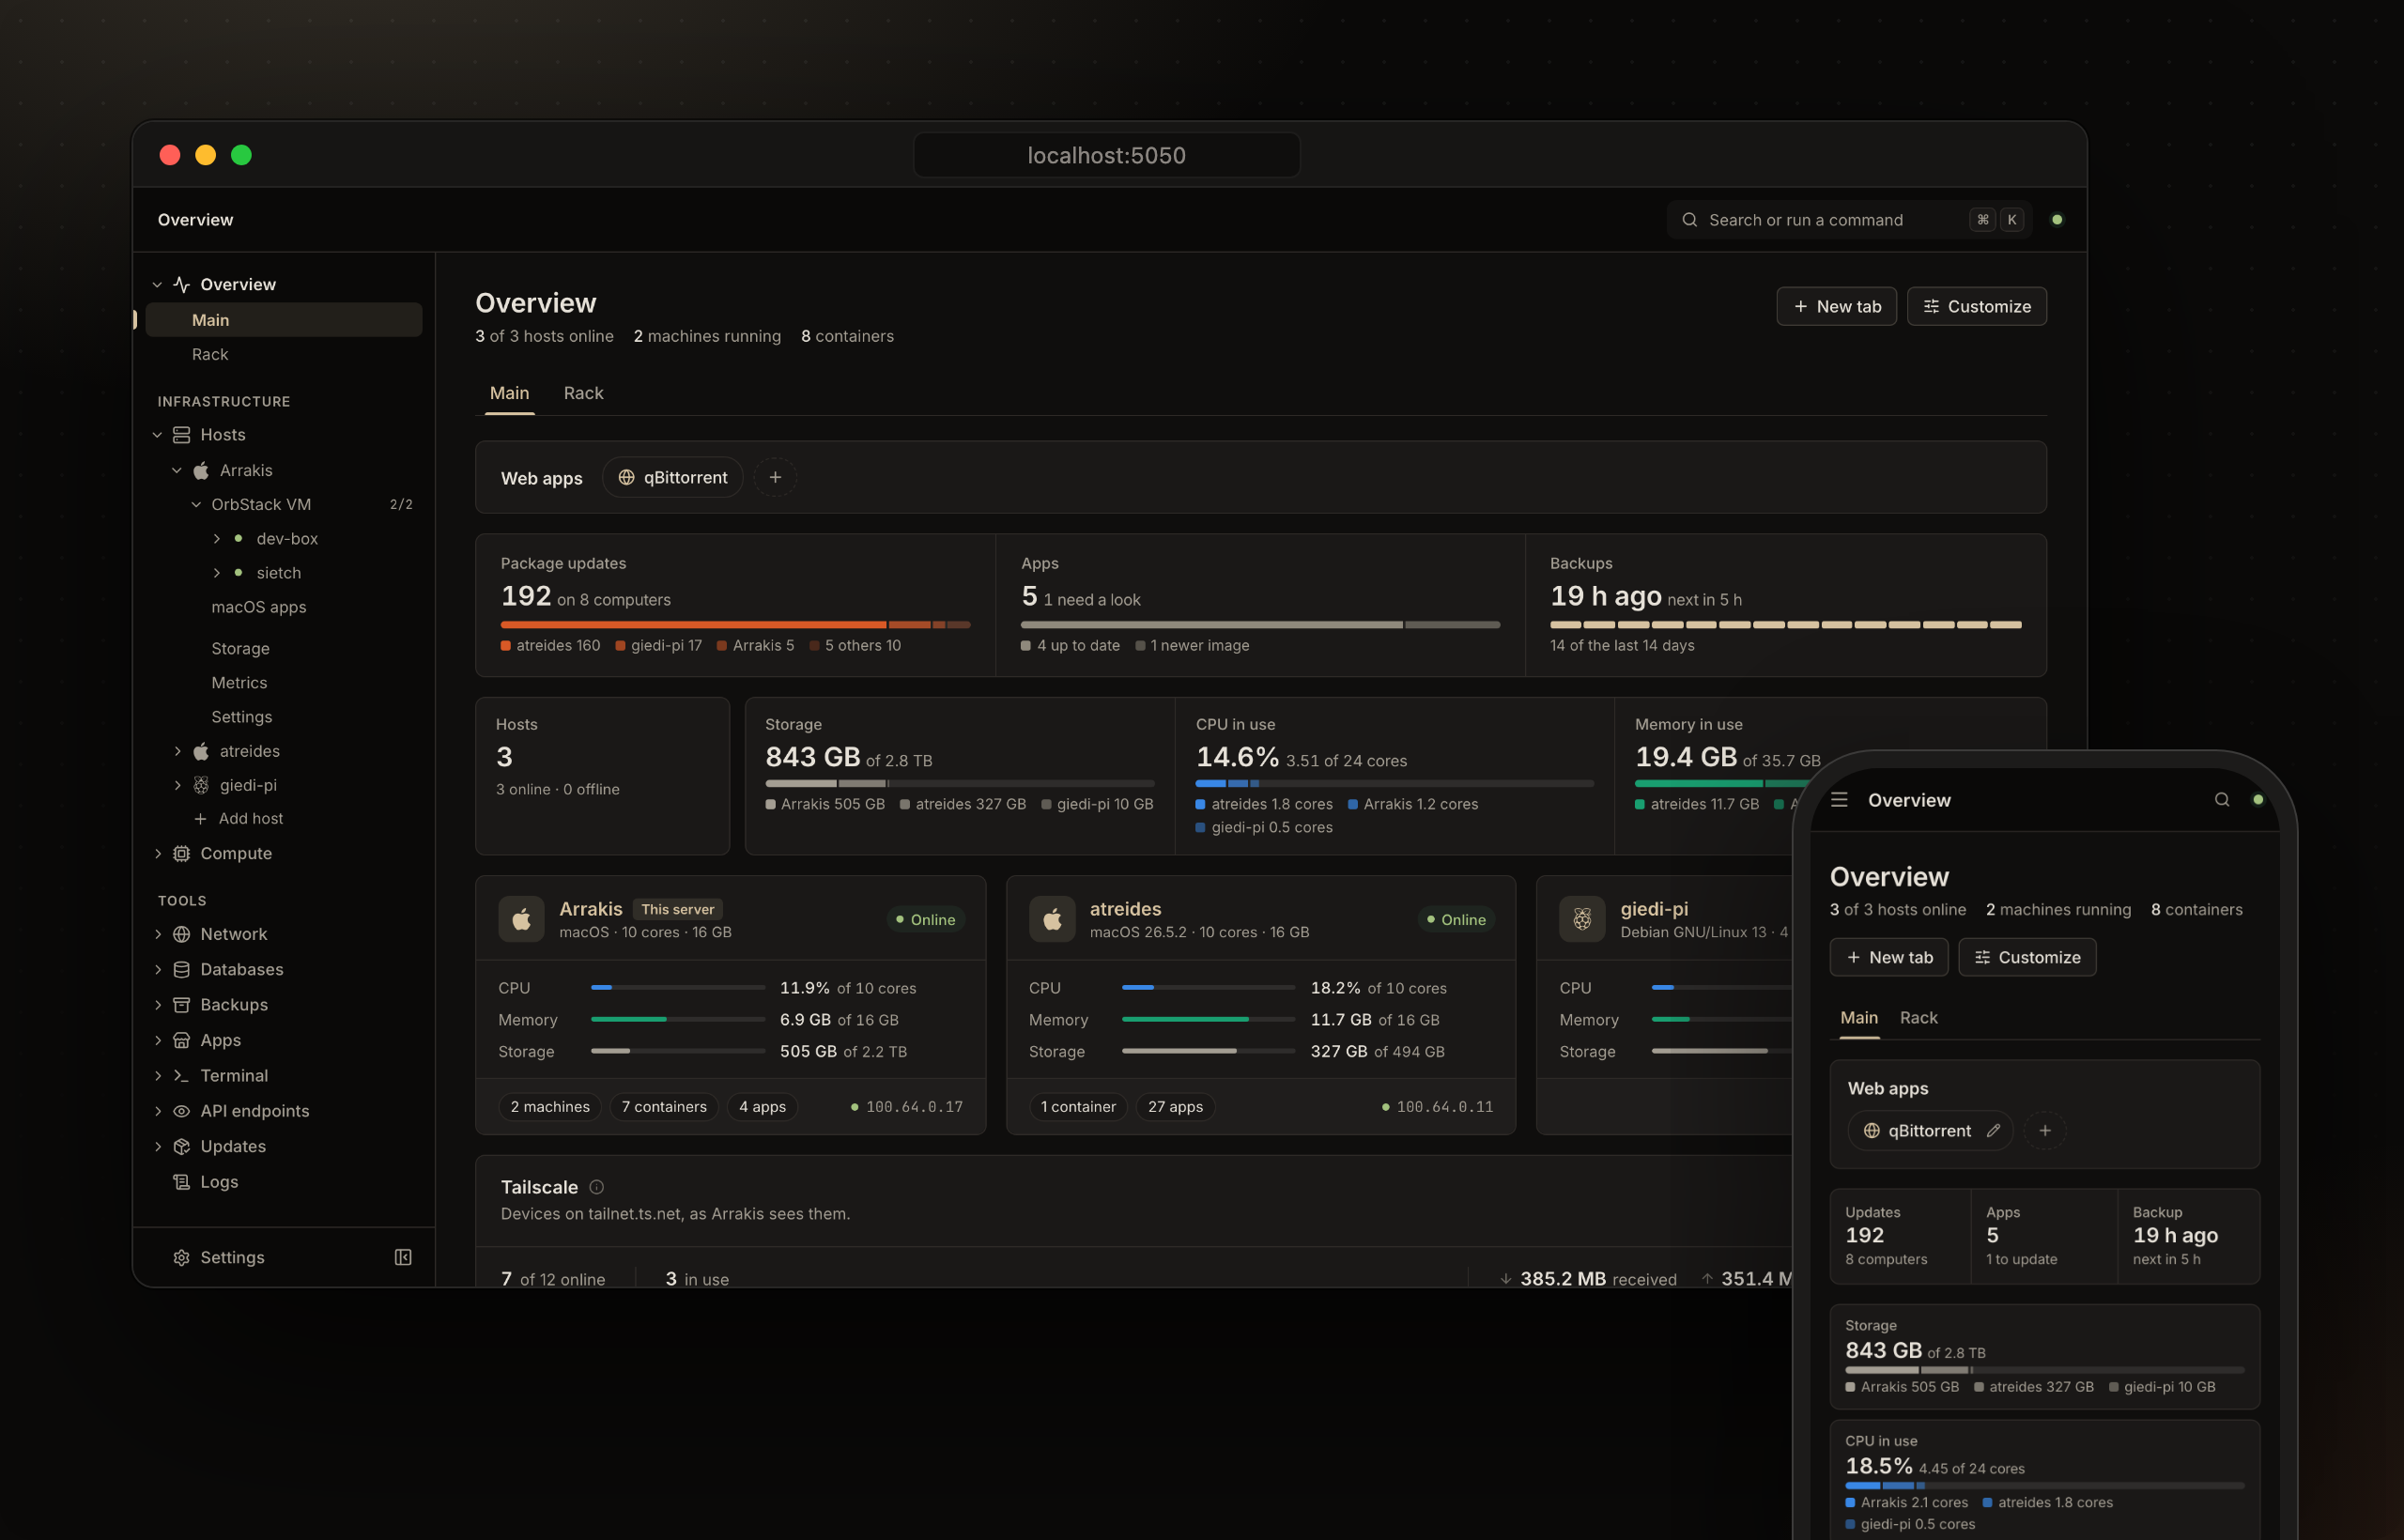 localhost:5050
Overview
Search or run a command ⌘ K
Overview
Main
Rack
INFRASTRUCTURE
Hosts
Arrakis
OrbStack VM 2/2
dev-box
sietch
macOS apps
Storage
Metrics
Settings
atreides
giedi-pi
+ Add host
Compute
TOOLS
Network
Databases
Backups
Apps
Terminal
API endpoints
Updates
Logs
Settings
Overview
3 of 3 hosts online 2 machines running 8 containers
+ New tab Customize
Main Rack
Web apps qBittorrent +
Package updates
192 on 8 computers
atreides 160 giedi-pi 17 Arrakis 5 5 others 10
Apps
5 1 need a look
4 up to date 1 newer image
Backups
19 h ago next in 5 h
14 of the last 14 days
Hosts
3
3 online · 0 offline
Storage
843 GB of 2.8 TB
Arrakis 505 GB atreides 327 GB giedi-pi 10 GB
CPU in use
14.6% 3.51 of 24 cores
atreides 1.8 cores Arrakis 1.2 cores
giedi-pi 0.5 cores
Memory in use
19.4 GB of 35.7 GB
atreides 11.7 GB A
Arrakis This server Online
macOS · 10 cores · 16 GB
CPU 11.9% of 10 cores
Memory 6.9 GB of 16 GB
Storage 505 GB of 2.2 TB
2 machines 7 containers 4 apps 100.64.0.17
atreides Online
macOS 26.5.2 · 10 cores · 16 GB
CPU 18.2% of 10 cores
Memory 11.7 GB of 16 GB
Storage 327 GB of 494 GB
1 container 27 apps 100.64.0.11
giedi-pi
Debian GNU/Linux 13 · 4
CPU
Memory
Storage
Tailscale
Devices on tailnet.ts.net, as Arrakis sees them.
7 of 12 online 3 in use ↓ 385.2 MB received ↑ 351.4 M
Overview
Overview
3 of 3 hosts online 2 machines running 8 containers
+ New tab Customize
Main Rack
Web apps
qBittorrent +
Updates
192
8 computers
Apps
5
1 to update
Backup
19 h ago
next in 5 h
Storage
843 GB of 2.8 TB
Arrakis 505 GB atreides 327 GB giedi-pi 10 GB
CPU in use
18.5% 4.45 of 24 cores
Arrakis 2.1 cores atreides 1.8 cores
giedi-pi 0.5 cores